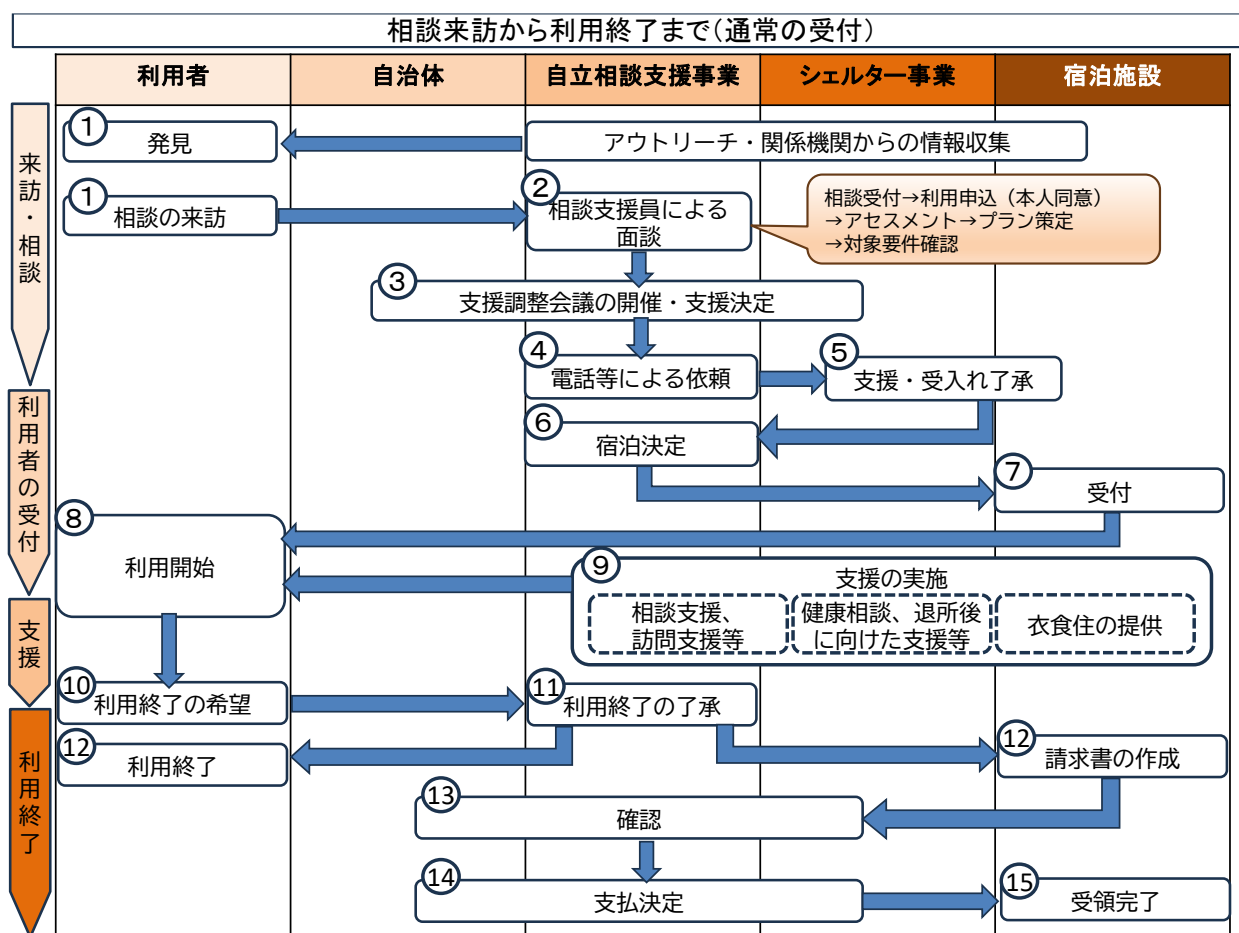 相談来訪から利用終了まで（通常の受付）
利用者
自治体
自立相談支援事業
シェルター事業
宿泊施設
来訪・相談
①
発見
アウトリーチ・関係機関からの情報収集
①
相談の来訪
②
相談支援員による
面談
相談受付→利用申込（本人同意）
→アセスメント→プラン策定
→対象要件確認
③
支援調整会議の開催・支援決定
④
電話等による依頼
⑤
支援・受入れ了承
利用者の受付
⑥
宿泊決定
⑦
受付
⑧
利用開始
⑨
支援の実施
相談支援、
訪問支援等
健康相談、退所後
に向けた支援等
衣食住の提供
支援
⑩
利用終了の希望
⑪
利用終了の了承
利用終了
⑫
利用終了
⑫
請求書の作成
⑬
確認
⑭
支払決定
⑮
受領完了